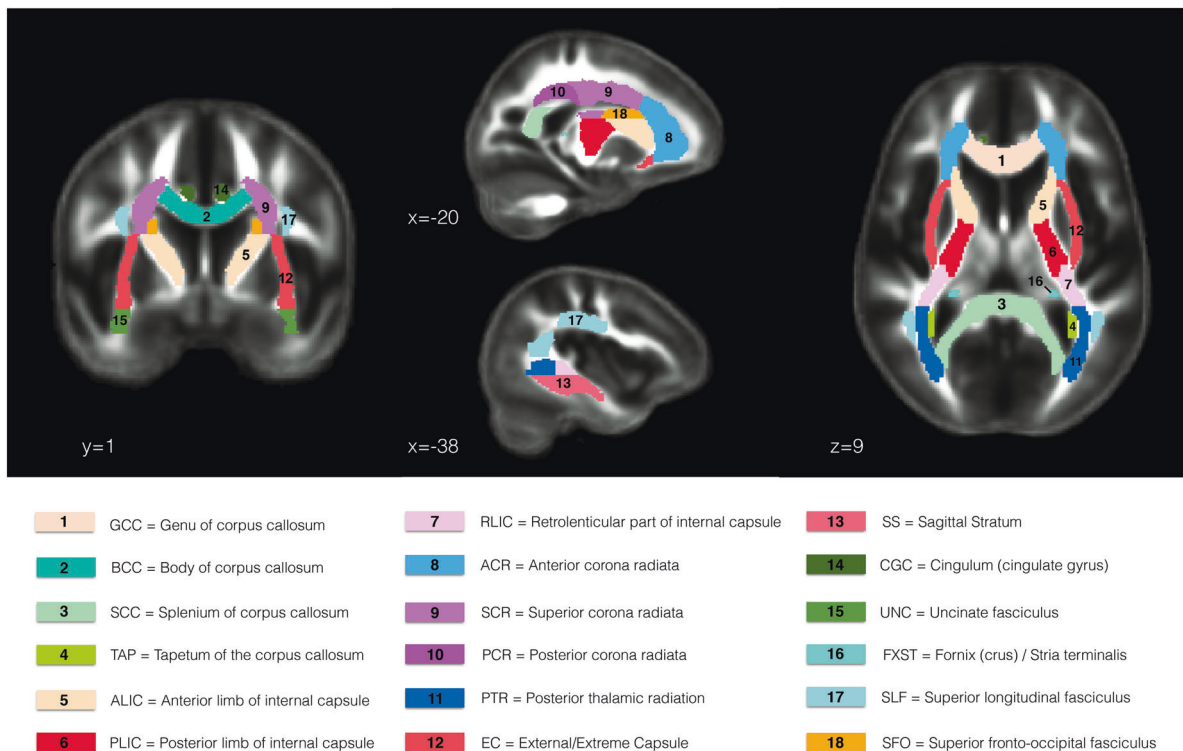 14
2
9
17
5
12
15
y=1
10
9
18
8
x=-20
17
13
x=-38
1
5
12
6
16
7
3
4
11
z=9
1 GCC = Genu of corpus callosum
2 BCC = Body of corpus callosum
3 SCC = Splenium of corpus callosum
4 TAP = Tapetum of the corpus callosum
5 ALIC = Anterior limb of internal capsule
6 PLIC = Posterior limb of internal capsule
7 RLIC = Retrolenticular part of internal capsule
8 ACR = Anterior corona radiata
9 SCR = Superior corona radiata
10 PCR = Posterior corona radiata
11 PTR = Posterior thalamic radiation
12 EC = External/Extreme Capsule
13 SS = Sagittal Stratum
14 CGC = Cingulum (cingulate gyrus)
15 UNC = Uncinate fasciculus
16 FXST = Fornix (crus) / Stria terminalis
17 SLF = Superior longitudinal fasciculus
18 SFO = Superior fronto-occipital fasciculus